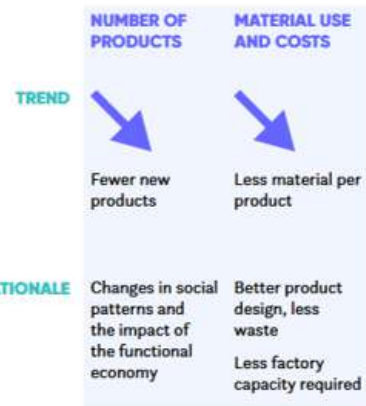 NUMBER OF
PRODUCTS
MATERIAL USE
AND COSTS
TREND
Fewer new
products
Less material per
product
TIONALE
Changes in social
patterns and
the impact of
the functional
economy
Better product
design, less
waste
Less factory
capacity required